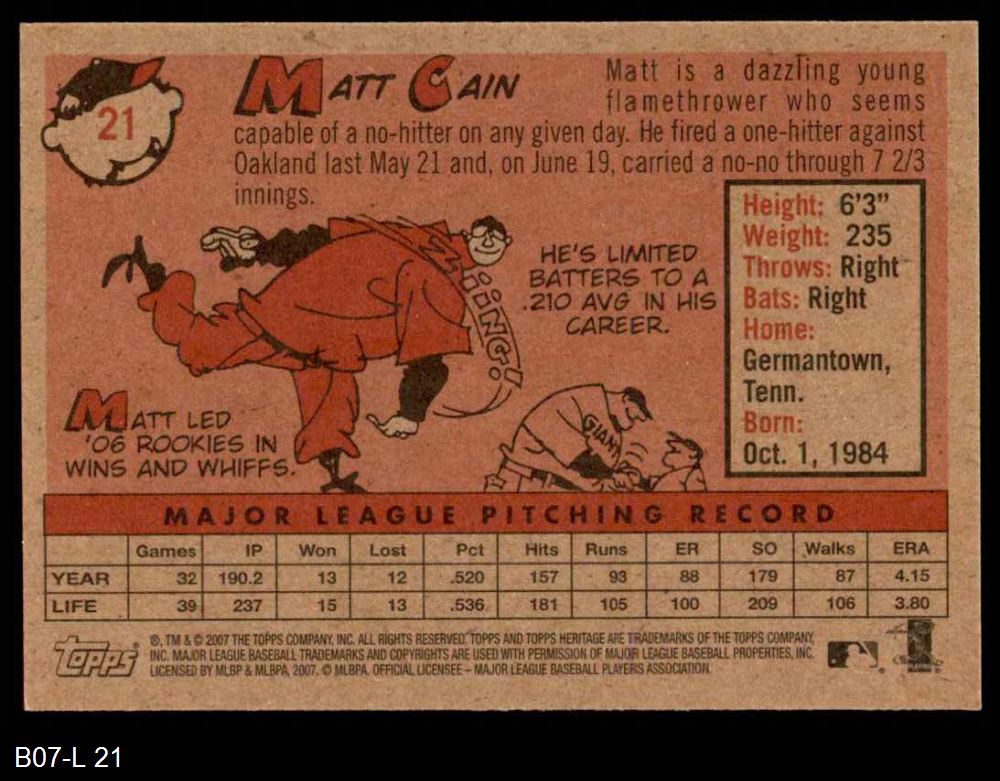 21
MATT CAIN
Matt is a dazzling young
flamethrower who seems
capable of a no-hitter on any given day. He fired a one-hitter against
Oakland last May 21 and, on June 19, carried a no-no through 7 2/3
innings.
Height: 6'3"
Weight: 235
Throws: Right
Bats: Right
Home:
Germantown,
Tenn.
Born:
Oct. 1, 1984
HE'S LIMITED
BATTERS TO A
.210 AVG IN HIS
CAREER.
MATT LED
'06 ROOKIES IN
WINS AND WHIFFS.
GIANT
MAJOR LEAGUE PITCHING RECORD
Games IP Won Lost Pct Hits Runs ER SO Walks ERA
YEAR 32 190.2 13 12 .520 157 93 88 179 87 4.15
LIFE 39 237 15 13 .536 181 105 100 209 106 3.80
Topps
®, TM & © 2007 THE TOPPS COMPANY, INC. ALL RIGHTS RESERVED. TOPPS AND TOPPS HERITAGE ARE TRADEMARKS OF THE TOPPS COMPANY,
INC. MAJOR LEAGUE BASEBALL TRADEMARKS AND COPYRIGHTS ARE USED WITH PERMISSION OF MAJOR LEAGUE BASEBALL PROPERTIES, INC.
LICENSED BY MLBP & MLBPA, 2007. © MLBPA. OFFICIAL LICENSEE – MAJOR LEAGUE BASEBALL PLAYERS ASSOCIATION.
B07-L 21